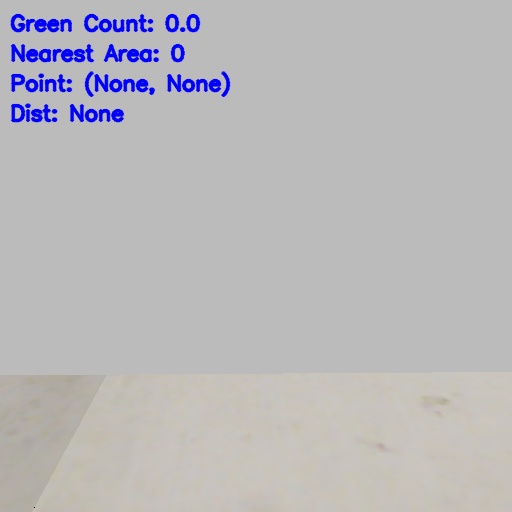 Green Count: 0.0
Nearest Area: 0
Point: (None, None)
Dist: None